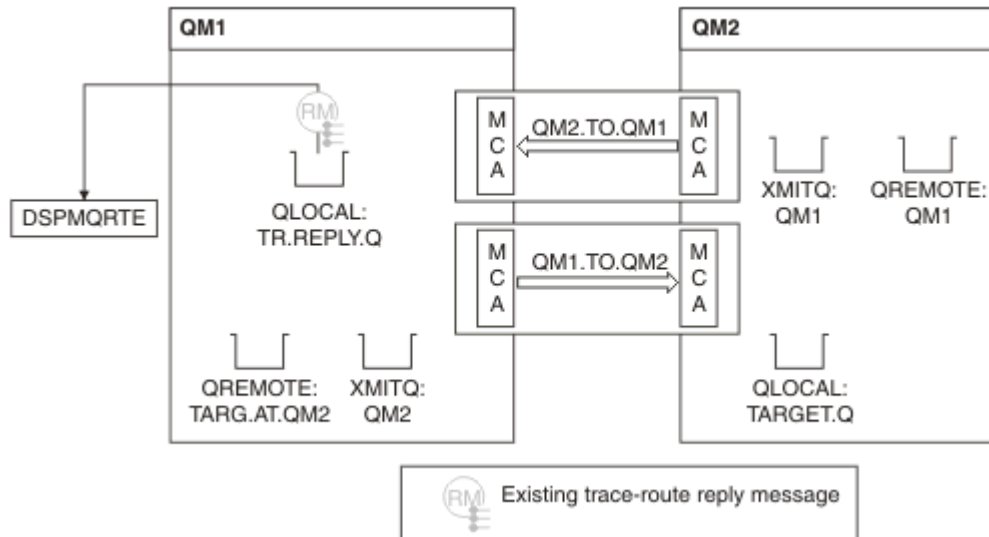 QM1
QM2
RM
M
C
A
QM2.TO.QM1
M
C
A
DSPMQRTE
QLOCAL:
TR.REPLY.Q
XMITQ:
QM1
QREMOTE:
QM1
M
C
A
QM1.TO.QM2
M
C
A
QREMOTE:
TARG.AT.QM2
XMITQ:
QM2
QLOCAL:
TARGET.Q
RM
Existing trace-route reply message